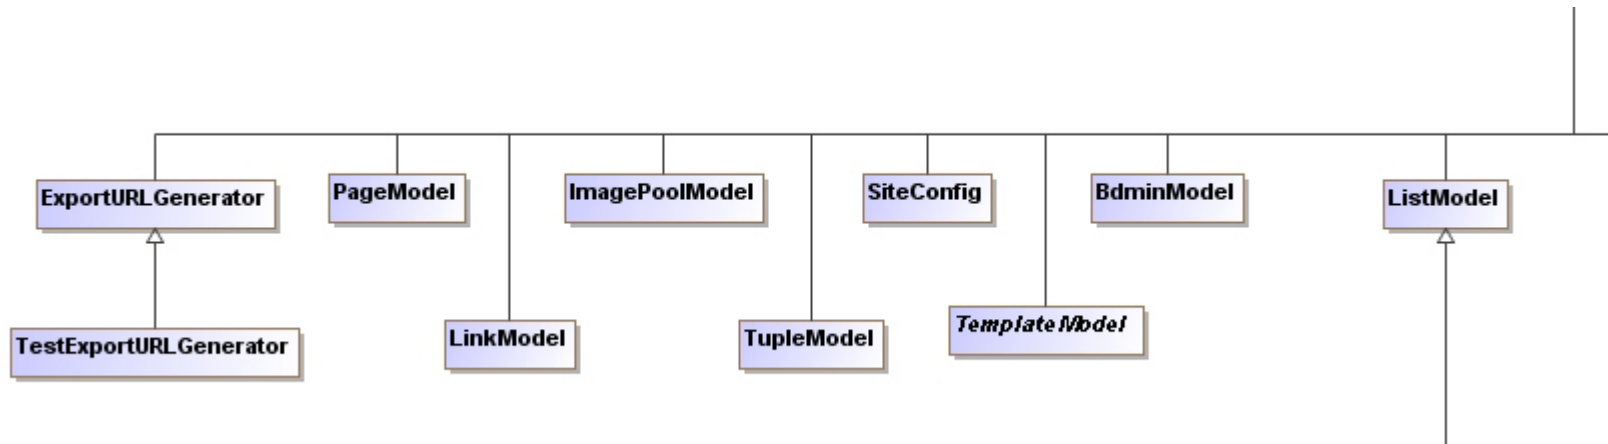 ExportURLGenerator
PageModel
ImagePoolModel
SiteConfig
BdminModel
ListModel
TestExportURLGenerator
LinkModel
TupleModel
TemplateModel